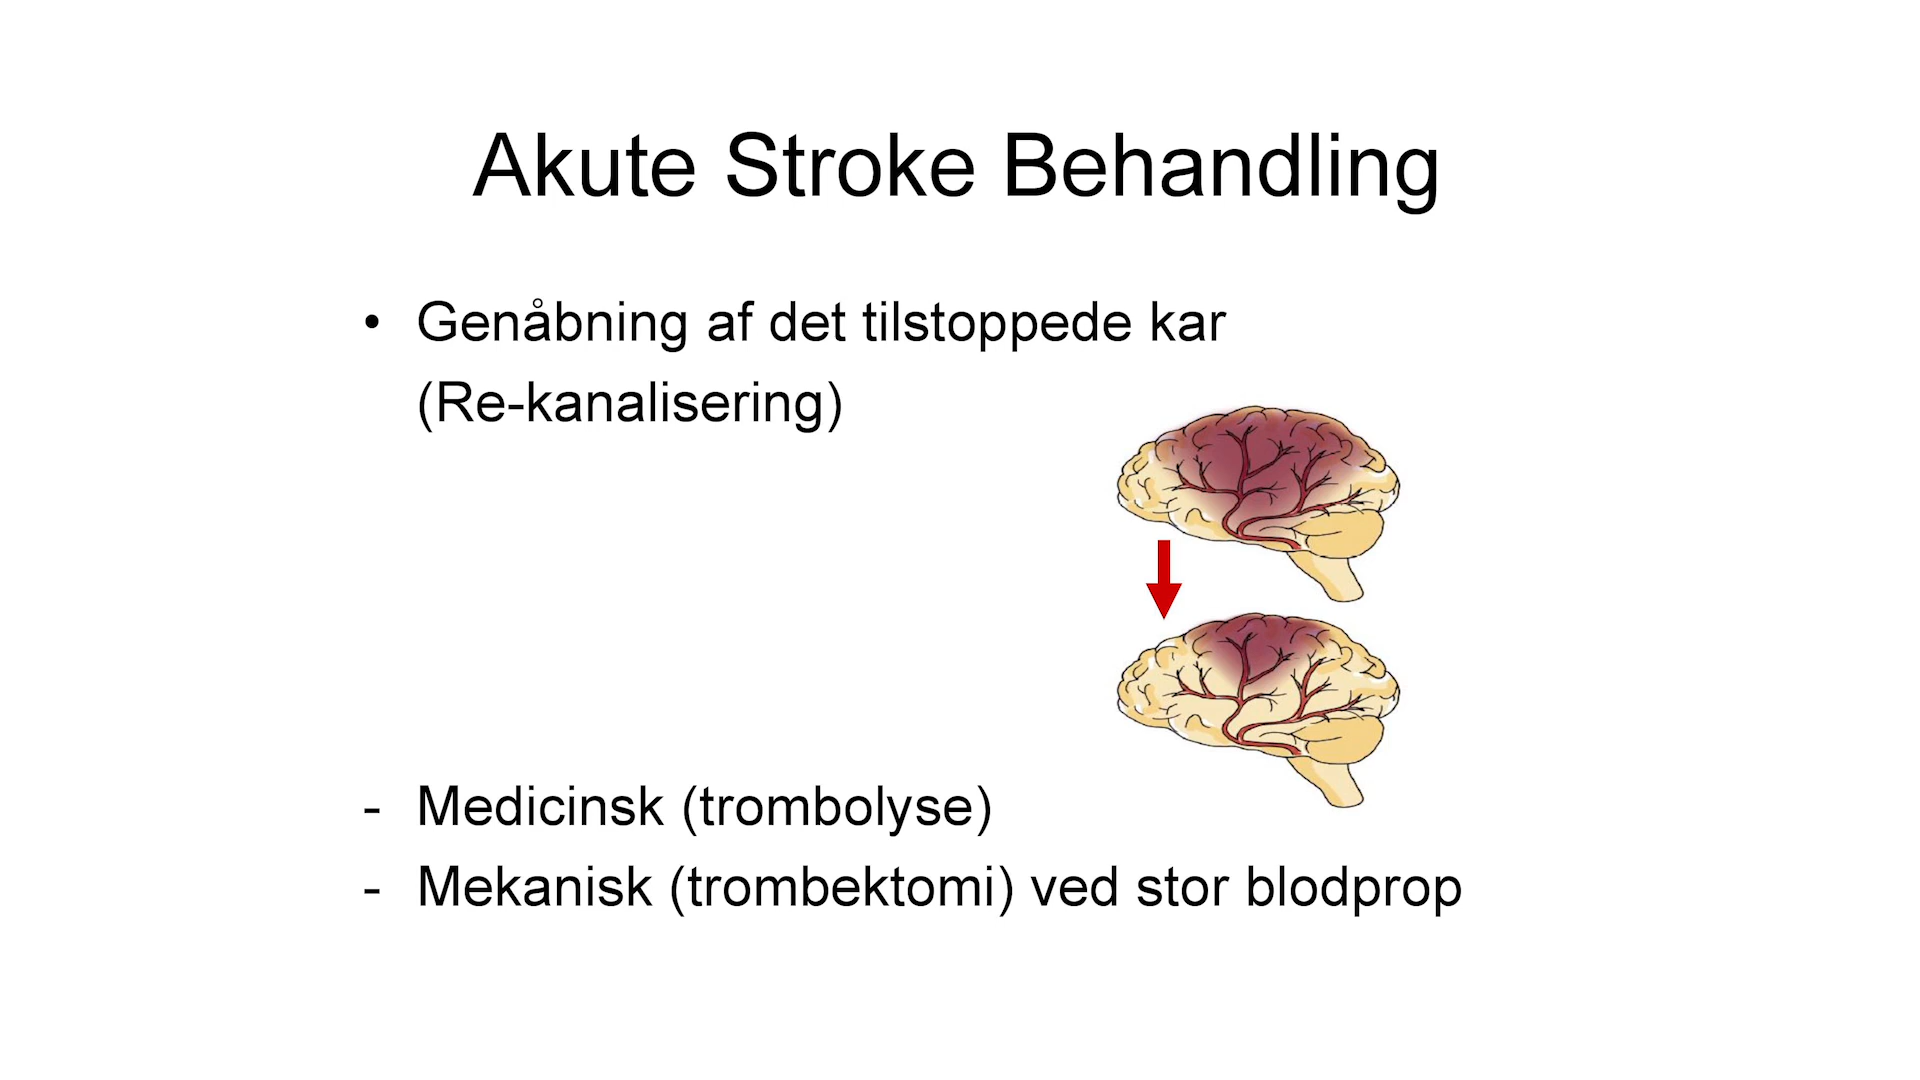 Akute Stroke Behandling
• Genåbning af det tilstoppede kar
(Re-kanalisering)
- Medicinsk (trombolyse)
- Mekanisk (trombektomi) ved stor blodprop